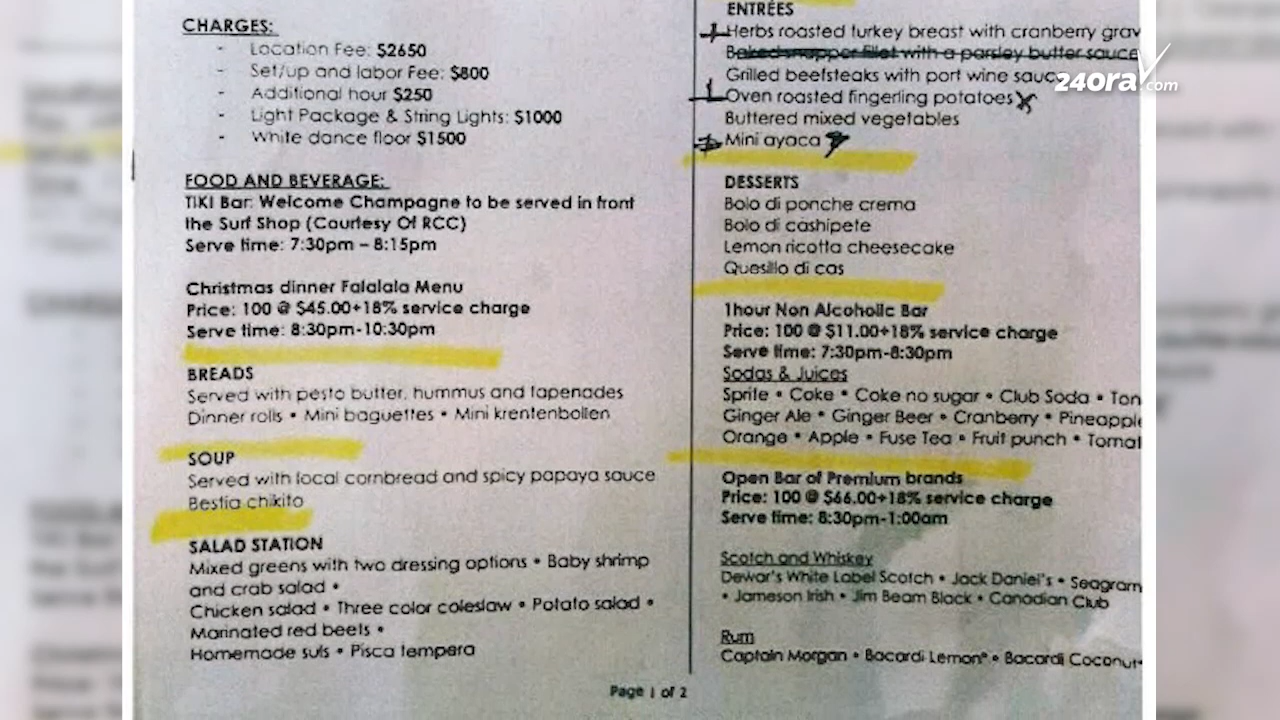 CHARGES:
- Location Fee: $2650
- Set/up and labor Fee: $800
- Additional hour $250
- Light Package & String Lights: $1000
- White dance floor $1500
FOOD AND BEVERAGE:
TIKI Bar: Welcome Champagne to be served in front
the Surf Shop (Courtesy Of RCC)
Serve time: 7:30pm – 8:15pm
Christmas dinner Falalala Menu
Price: 100 @ $45.00+18% service charge
Serve time: 8:30pm-10:30pm
BREADS
Served with pesto butter, hummus and tapenades
Dinner rolls • Mini baguettes • Mini krentenbollen
SOUP
Served with local cornbread and spicy papaya sauce
Bestia chikito
SALAD STATION
Mixed greens with two dressing options • Baby shrimp
and crab salad •
Chicken salad • Three color coleslaw • Potato salad •
Marinated red beets •
Homemade suls • Pisca tempera
ENTRÉES
Herbs roasted turkey breast with cranberry grav
Baked snapper fillet with a parsley butter sauce
Grilled beefsteaks with port wine sauc
Oven roasted fingerling potatoes
Buttered mixed vegetables
Mini ayaca
DESSERTS
Bolo di ponche crema
Bolo di cashipete
Lemon ricotta cheesecake
Quesillo di cas
1hour Non Alcoholic Bar
Price: 100 @ $11.00+18% service charge
Serve time: 7:30pm-8:30pm
Sodas & Juices
Sprite • Coke • Coke no sugar • Club Soda • Ton
Ginger Ale • Ginger Beer • Cranberry • Pineapple
Orange • Apple • Fuse Tea • Fruit punch • Tomat
Open Bar of Premium brands
Price: 100 @ $66.00+18% service charge
Serve time: 8:30pm-1:00am
Scotch and Whiskey
Dewar's White Label Scotch • Jack Daniel's • Seagram
• Jameson Irish • Jim Beam Black • Canadian Club
Rum
Captain Morgan • Bacardi Lemon • Bacardi Coconut
Page 1 of 2
24ora.com